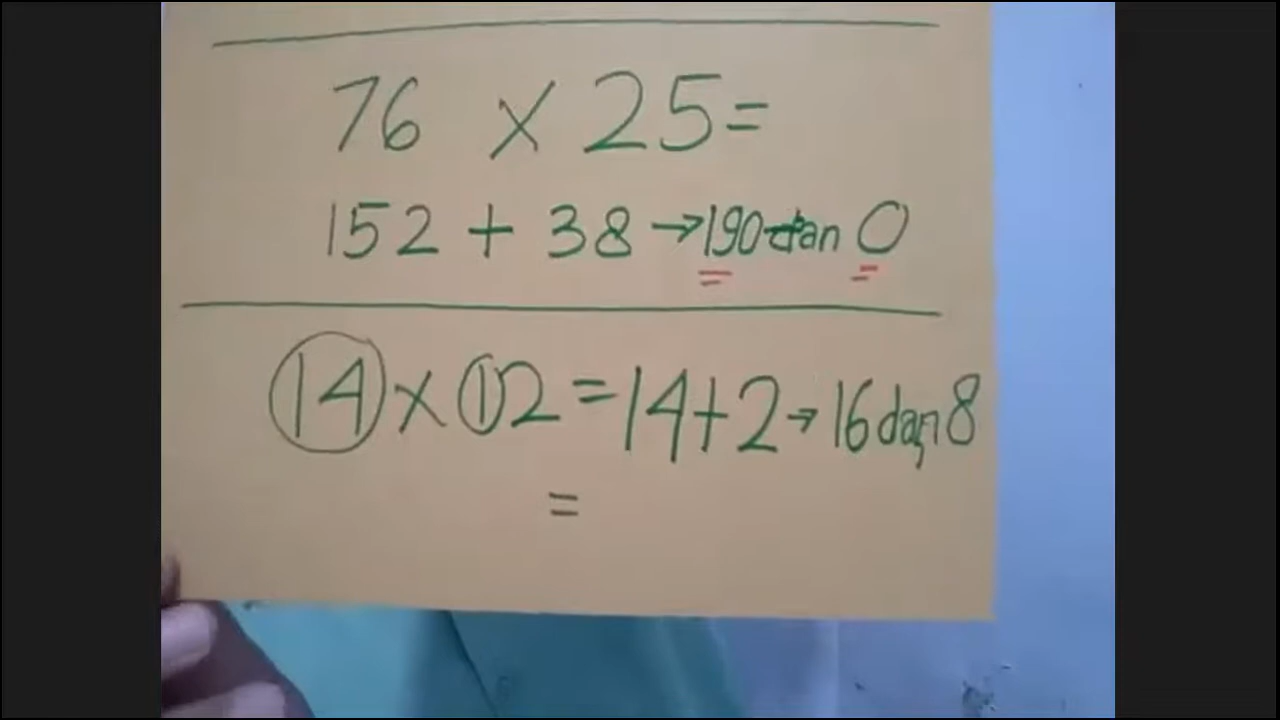 76 × 25=
152 + 38 →190 dan 0
14 × 12 = 14+2→ 16 dan 8
=